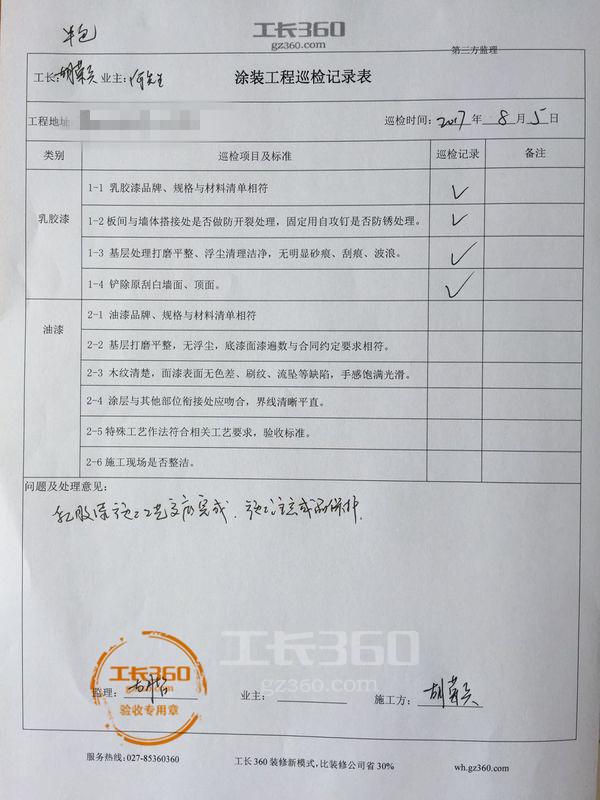 半包
工长360
gz360.com
第三方监理
工长：胡荣兵 业主：
涂装工程巡检记录表
工程地址 巡检时间：2017年 8月 5日
类别 巡检项目及标准 巡检记录 备注
乳胶漆
1-1 乳胶漆品牌、规格与材料清单相符 ✓
1-2板间与墙体搭接处是否做防开裂处理，固定用自攻钉是否防锈处理。 ✓
1-3 基层处理打磨平整、浮尘清理洁净，无明显砂痕、刮痕、波浪。 ✓
1-4 铲除原刮白墙面、顶面。 ✓
油漆
2-1 油漆品牌、规格与材料清单相符
2-2 基层打磨平整，无浮尘，底漆面漆遍数与合同约定要求相符。
2-3 木纹清楚，面漆表面无色差、刷纹、流坠等缺陷，手感饱满光滑。
2-4 涂层与其他部位衔接处应吻合，界线清晰平直。
2-5特殊工艺作法符合相关工艺要求，验收标准。
2-6施工现场是否整洁。
问题及处理意见：
乳胶漆施工完成，施工注意成品保护.
工长360
gz360.com
工长360
监理： 业主： 施工方：胡荣兵
验收专用章
服务热线：027-85360360 工长360装修新模式，比装修公司省30% wh.gz360.com